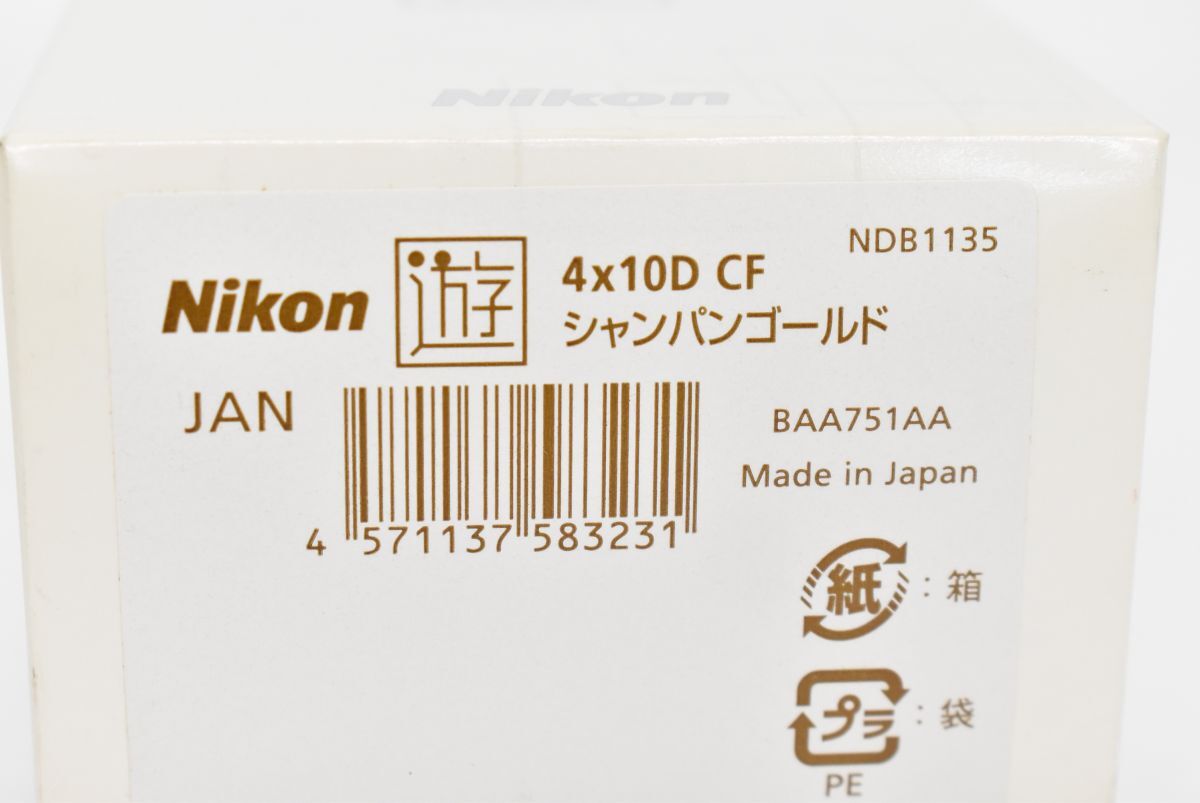 Nikon
Nikon 遊 4x10D CF NDB1135
シャンパンゴールド
JAN
4 571137 583231
BAA751AA
Made in Japan
紙 : 箱
プラ : 袋
PE